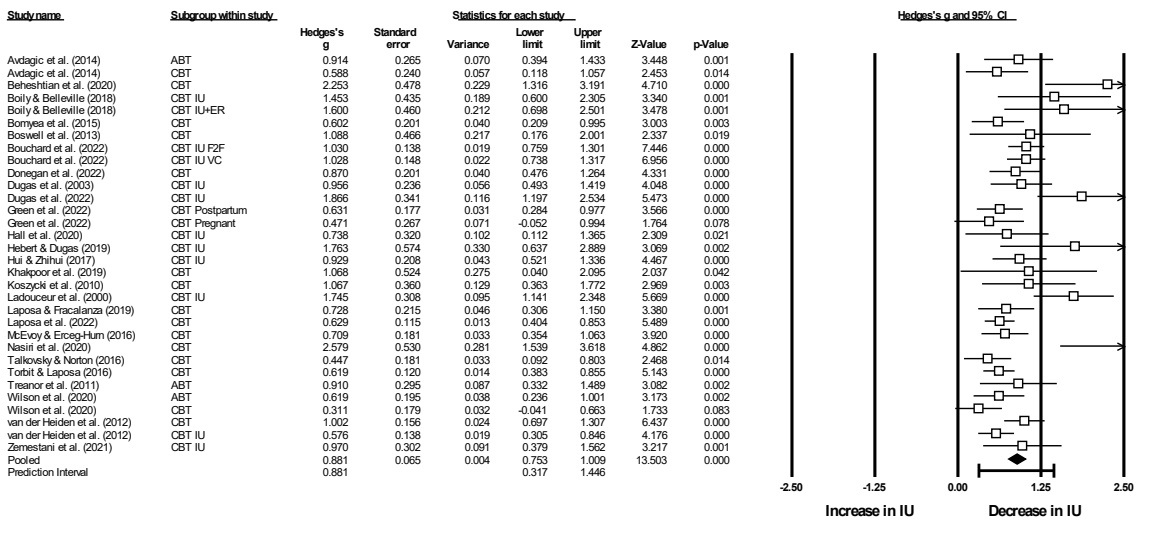 Study name Subgroup within study Statistics for each study Hedges's g and 95% CI
Hedges's Standard Lower Upper
g error Variance limit limit Z-Value p-Value
Avdagic et al. (2014) ABT 0.914 0.265 0.070 0.394 1.433 3.448 0.001
Avdagic et al. (2014) CBT 0.588 0.240 0.057 0.118 1.057 2.453 0.014
Beheshtian et al. (2020) CBT 2.253 0.478 0.229 1.316 3.191 4.710 0.000
Boily & Belleville (2018) CBT IU 1.453 0.435 0.189 0.600 2.305 3.340 0.001
Boily & Belleville (2018) CBT IU+ER 1.600 0.460 0.212 0.698 2.501 3.478 0.001
Bomyea et al. (2015) CBT 0.602 0.201 0.040 0.209 0.995 3.003 0.003
Boswell et al. (2013) CBT 1.088 0.466 0.217 0.176 2.001 2.337 0.019
Bouchard et al. (2022) CBT IU F2F 1.030 0.138 0.019 0.759 1.301 7.446 0.000
Bouchard et al. (2022) CBT IU VC 1.028 0.148 0.022 0.738 1.317 6.956 0.000
Donegan et al. (2022) CBT 0.870 0.201 0.040 0.476 1.264 4.331 0.000
Dugas et al. (2003) CBT IU 0.956 0.236 0.056 0.493 1.419 4.048 0.000
Dugas et al. (2022) CBT IU 1.866 0.341 0.116 1.197 2.534 5.473 0.000
Green et al. (2022) CBT Postpartum 0.631 0.177 0.031 0.284 0.977 3.566 0.000
Green et al. (2022) CBT Pregnant 0.471 0.267 0.071 -0.052 0.994 1.764 0.078
Hall et al. (2020) CBT IU 0.738 0.320 0.102 0.112 1.365 2.309 0.021
Hebert & Dugas (2019) CBT IU 1.763 0.574 0.330 0.637 2.889 3.069 0.002
Hui & Zhihui (2017) CBT IU 0.929 0.208 0.043 0.521 1.336 4.467 0.000
Khakpoor et al. (2019) CBT 1.068 0.524 0.275 0.040 2.095 2.037 0.042
Koszycki et al. (2010) CBT 1.067 0.360 0.129 0.363 1.772 2.969 0.003
Ladouceur et al. (2000) CBT IU 1.745 0.308 0.095 1.141 2.348 5.669 0.000
Laposa & Fracalanza (2019) CBT 0.728 0.215 0.046 0.306 1.150 3.380 0.001
Laposa et al. (2022) CBT 0.629 0.115 0.013 0.404 0.853 5.489 0.000
McEvoy & Erceg-Hurn (2016) CBT 0.709 0.181 0.033 0.354 1.063 3.920 0.000
Nasiri et al. (2020) CBT 2.579 0.530 0.281 1.539 3.618 4.862 0.000
Talkovsky & Norton (2016) CBT 0.447 0.181 0.033 0.092 0.803 2.468 0.014
Torbit & Laposa (2016) CBT 0.619 0.120 0.014 0.383 0.855 5.143 0.000
Treanor et al. (2011) ABT 0.910 0.295 0.087 0.332 1.489 3.082 0.002
Wilson et al. (2020) ABT 0.619 0.195 0.038 0.236 1.001 3.173 0.002
Wilson et al. (2020) CBT 0.311 0.179 0.032 -0.041 0.663 1.733 0.083
van der Heiden et al. (2012) CBT 1.002 0.156 0.024 0.697 1.307 6.437 0.000
van der Heiden et al. (2012) CBT IU 0.576 0.138 0.019 0.305 0.846 4.176 0.000
Zemestani et al. (2021) CBT IU 0.970 0.302 0.091 0.379 1.562 3.217 0.001
Pooled 0.881 0.065 0.004 0.753 1.009 13.503 0.000
Prediction Interval 0.881 0.317 1.446
-2.50 -1.25 0.00 1.25 2.50
Increase in IU Decrease in IU